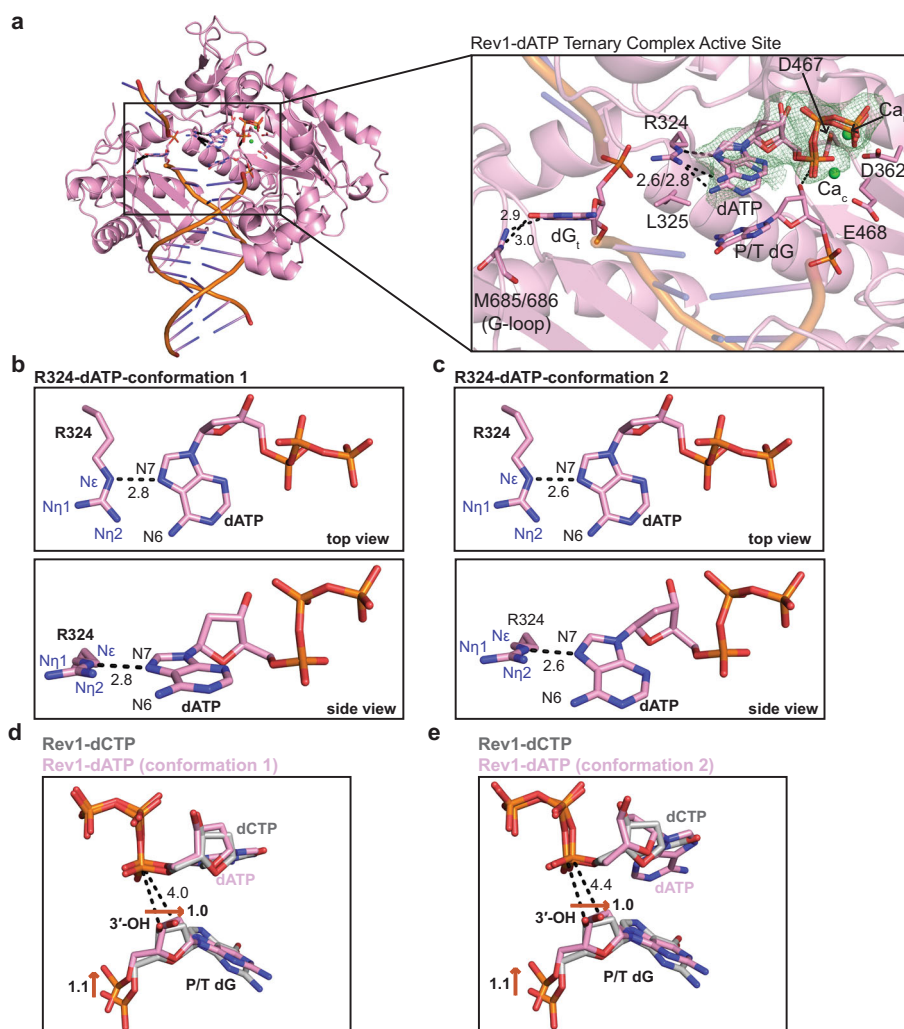 a
Rev1-dATP Ternary Complex Active Site
D467
R324
Ca
2.6/2.8
D362
dATP
Ca
c
L325
2.9
3.0
dGt
P/T dG
E468
M685/686
(G-loop)
b
R324-dATP-conformation 1
R324
N7
Nε
2.8
Nη1
Nη2
N6
dATP
top view
R324
Nε
N7
Nη1
2.8
Nη2
N6
dATP
side view
c
R324-dATP-conformation 2
R324
N7
Nε
2.6
Nη1
Nη2
N6
dATP
top view
R324
N7
Nε
Nη1
2.6
Nη2
N6
dATP
side view
d
Rev1-dCTP
Rev1-dATP (conformation 1)
dCTP
dATP
4.0
1.0
3′-OH
P/T dG
1.1
e
Rev1-dCTP
Rev1-dATP (conformation 2)
dCTP
dATP
4.4
1.0
3′-OH
P/T dG
1.1